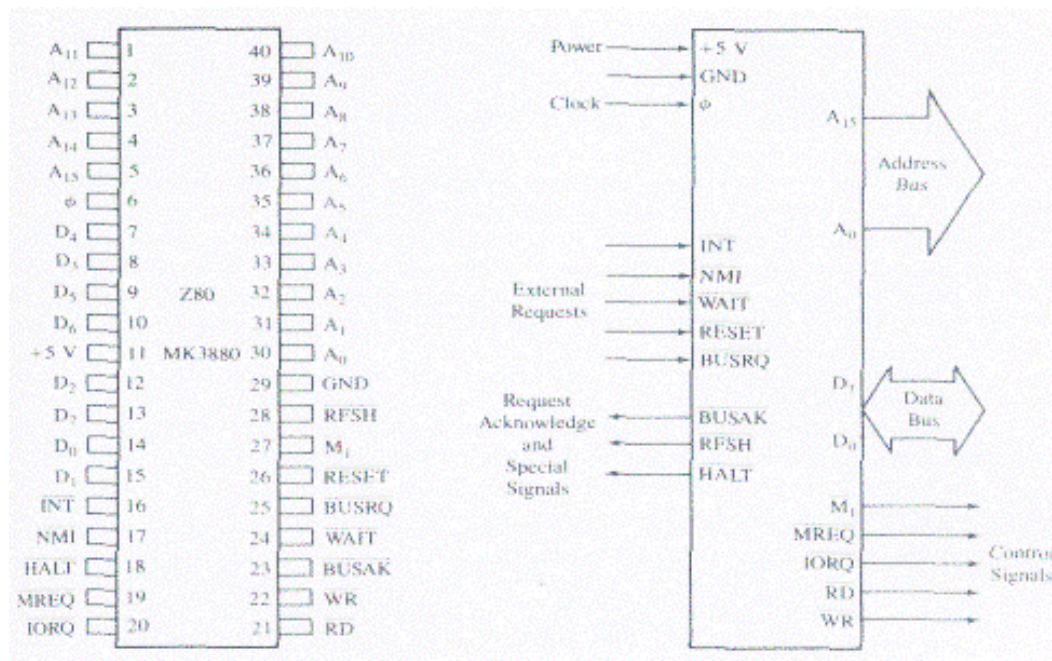 A₁₁ 1 40 A₁₀
A₁₂ 2 39 A₉
A₁₃ 3 38 A₈
A₁₄ 4 37 A₇
A₁₅ 5 36 A₆
ϕ 6 35 A₅
D₄ 7 34 A₄
D₃ 8 33 A₃
D₅ 9 Z80 32 A₂
D₆ 10 31 A₁
+5 V 11 MK3880 30 A₀
D₂ 12 29 GND
D₇ 13 28 RFSH
D₀ 14 27 M₁
D₁ 15 26 RESET
INT 16 25 BUSRQ
NMI 17 24 WAIT
HALT 18 23 BUSAK
MREQ 19 22 WR
IORQ 20 21 RD
Power +5 V
GND
Clock ϕ
A₁₅
Address
Bus
A₀
INT
NMI
External
Requests
WAIT
RESET
BUSRQ
D₇
Data
Bus
D₀
Request
Acknowledge
and
Special
Signals
BUSAK
RFSH
HALT
M₁
MREQ
IORQ
RD
WR
Control
Signals